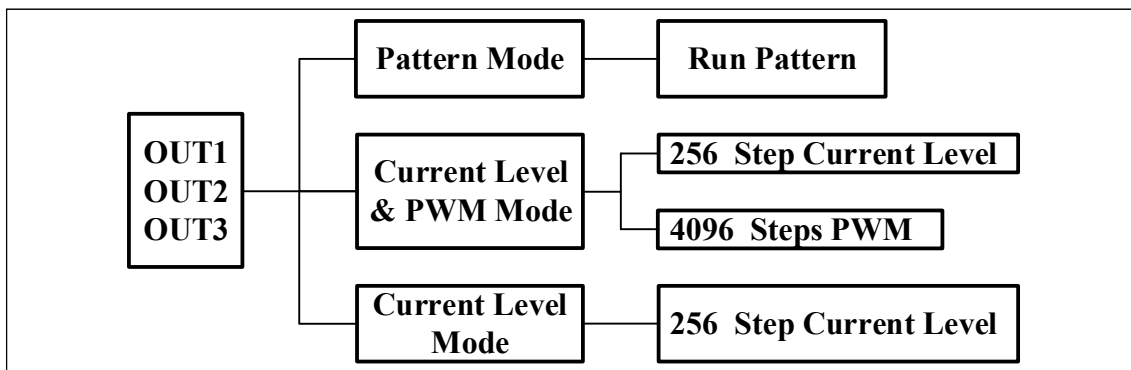 Pattern Mode
Run Pattern
OUT1
OUT2
OUT3
Current Level
& PWM Mode
256 Step Current Level
4096 Steps PWM
Current Level
Mode
256 Step Current Level